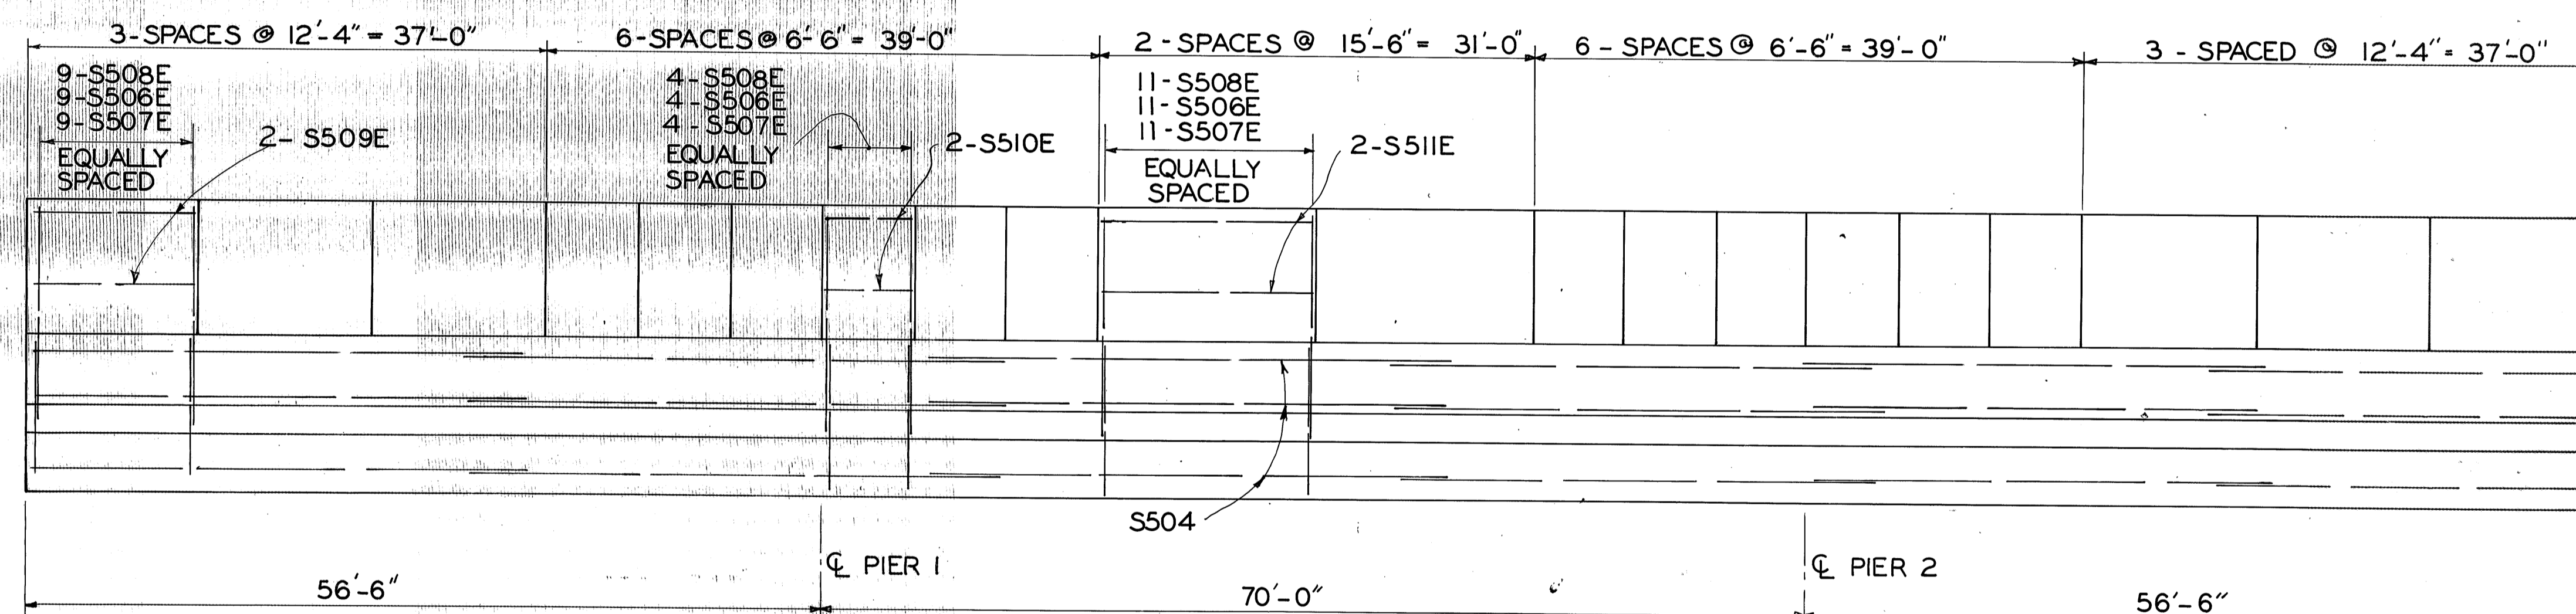 3-SPACES @ 12'-4" = 37'-0"
6-SPACES @ 6'-6" = 39'-0"
2-SPACES @ 15'-6" = 31'-0"
6-SPACES @ 6'-6" = 39'-0"
3-SPACED @ 12'-4" = 37'-0"
9-S508E
9-S506E
9-S507E
EQUALLY
SPACED
2-S509E
4-S508E
4-S506E
4-S507E
EQUALLY
SPACED
2-S510E
11-S508E
11-S506E
11-S507E
EQUALLY
SPACED
2-S511E
S504
℄ PIER 1
℄ PIER 2
56'-6"
70'-0"
56'-6"